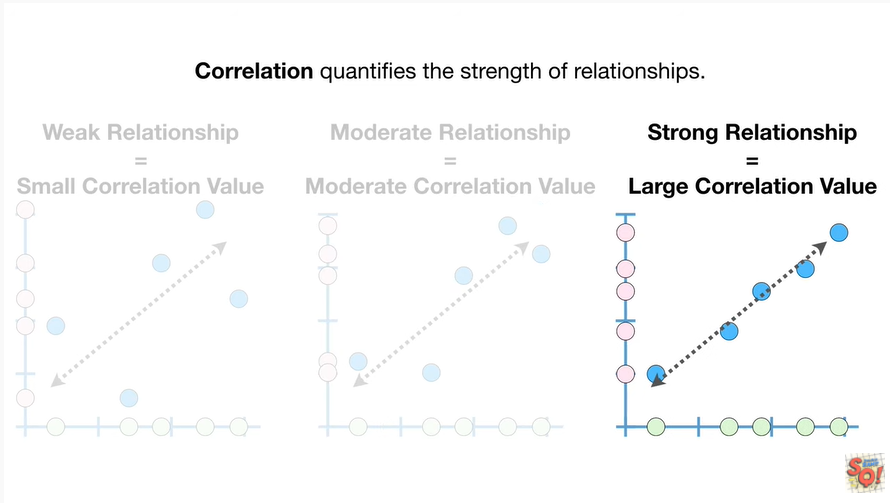 Correlation quantifies the strength of relationships.
Weak Relationship
=
Small Correlation Value
Moderate Relationship
=
Moderate Correlation Value
Strong Relationship
=
Large Correlation Value
SQ!